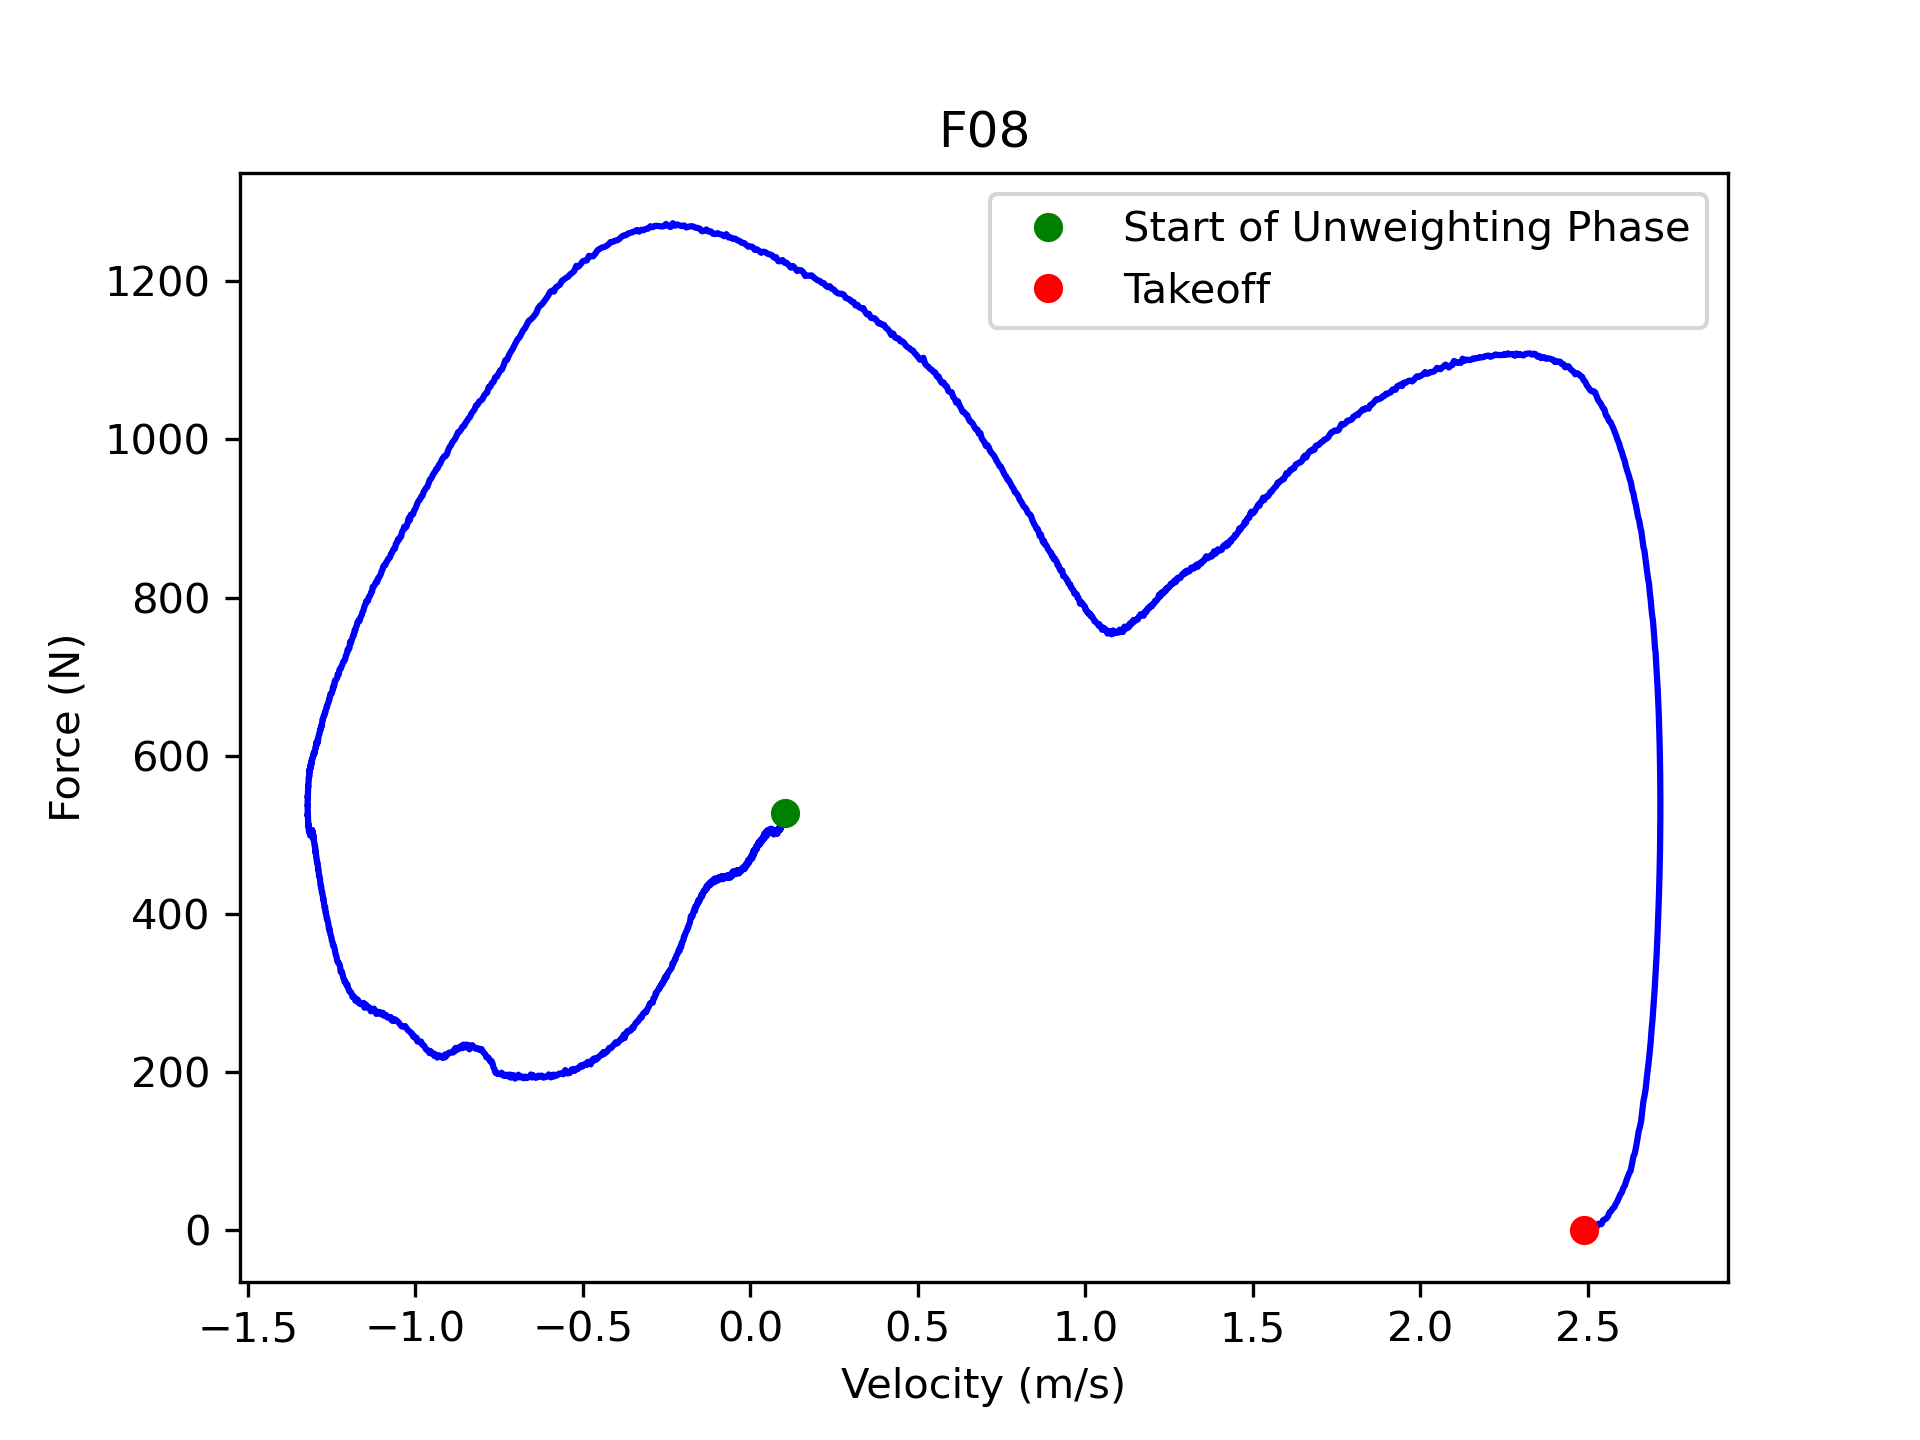 F08
Start of Unweighting Phase
Takeoff
1200
1000
800
600
400
200
0
Force (N)
−1.5 −1.0 −0.5 0.0 0.5 1.0 1.5 2.0 2.5
Velocity (m/s)